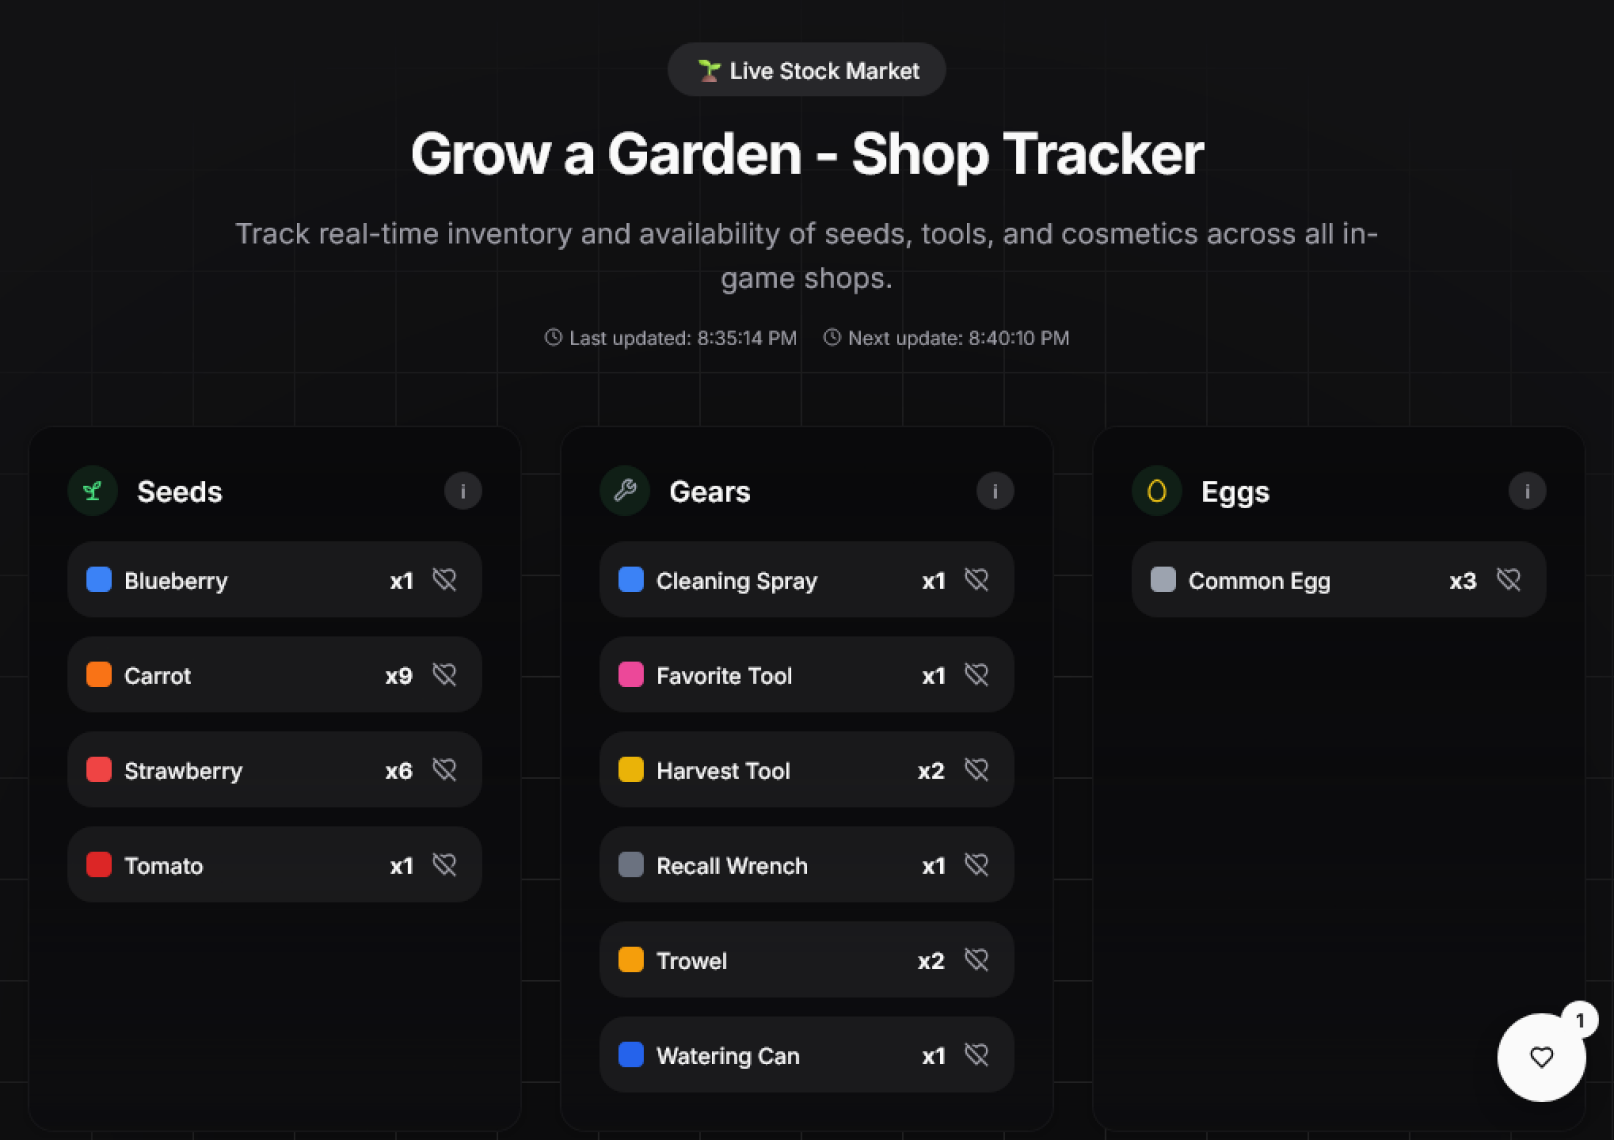 Live Stock Market
Grow a Garden - Shop Tracker
Track real-time inventory and availability of seeds, tools, and cosmetics across all in-
game shops.
Last updated: 8:35:14 PM Next update: 8:40:10 PM
Seeds
i
Blueberry x1
Carrot x9
Strawberry x6
Tomato x1
Gears
i
Cleaning Spray x1
Favorite Tool x1
Harvest Tool x2
Recall Wrench x1
Trowel x2
Watering Can x1
Eggs
i
Common Egg x3
1